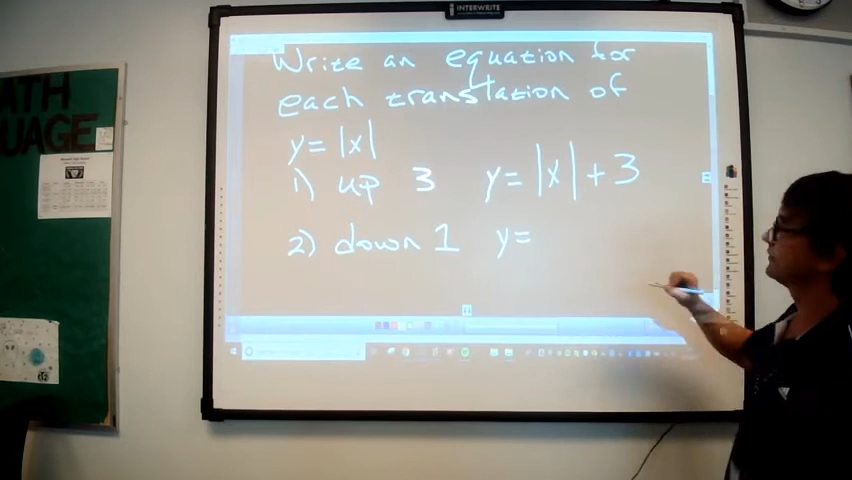 INTERWRITE
ATH
UAGE
Write an equation for
each translation of
y = |x|
1) up 3 y = |x| + 3
2) down 1 y =